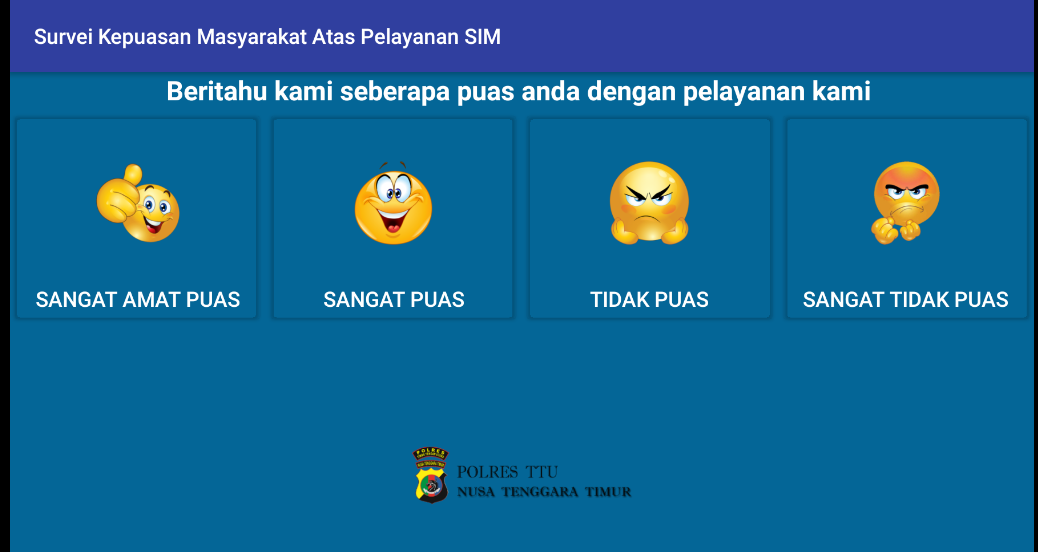 Survei Kepuasan Masyarakat Atas Pelayanan SIM
Beritahu kami seberapa puas anda dengan pelayanan kami
SANGAT AMAT PUAS
SANGAT PUAS
TIDAK PUAS
SANGAT TIDAK PUAS
POLRES
POLRES TTU
NUSA TENGGARA TIMUR